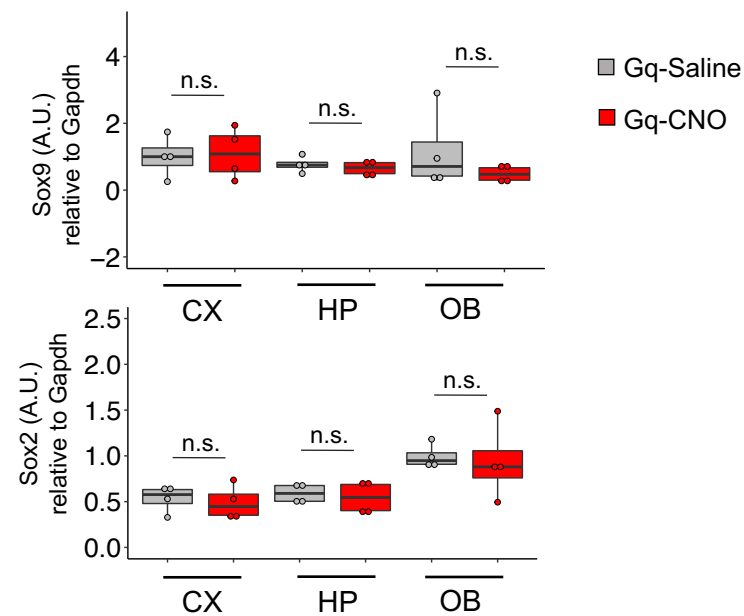 Sox9 (A.U.)
relative to Gapdh
4
2
0
−2
n.s.
n.s.
n.s.
CX
HP
OB
Gq-Saline
Gq-CNO
Sox2 (A.U.)
relative to Gapdh
2.5
2.0
1.5
1.0
0.5
0.0
n.s.
n.s.
n.s.
CX
HP
OB